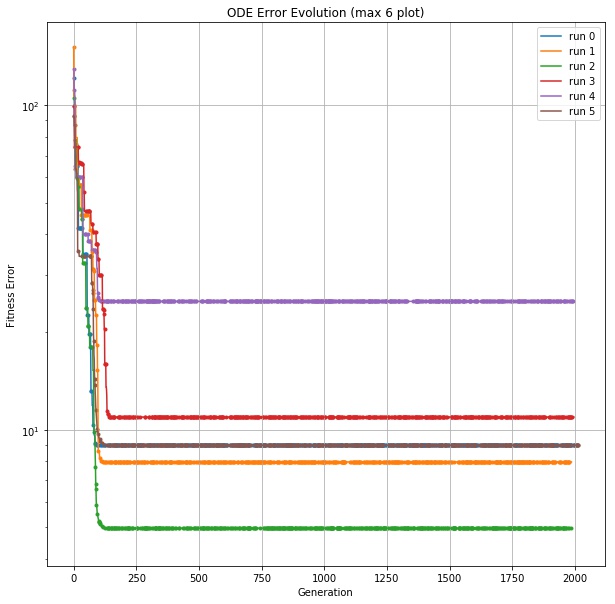 ODE Error Evolution (max 6 plot)
run 0
run 1
run 2
run 3
run 4
run 5
10²
10¹
Fitness Error
0 250 500 750 1000 1250 1500 1750 2000
Generation